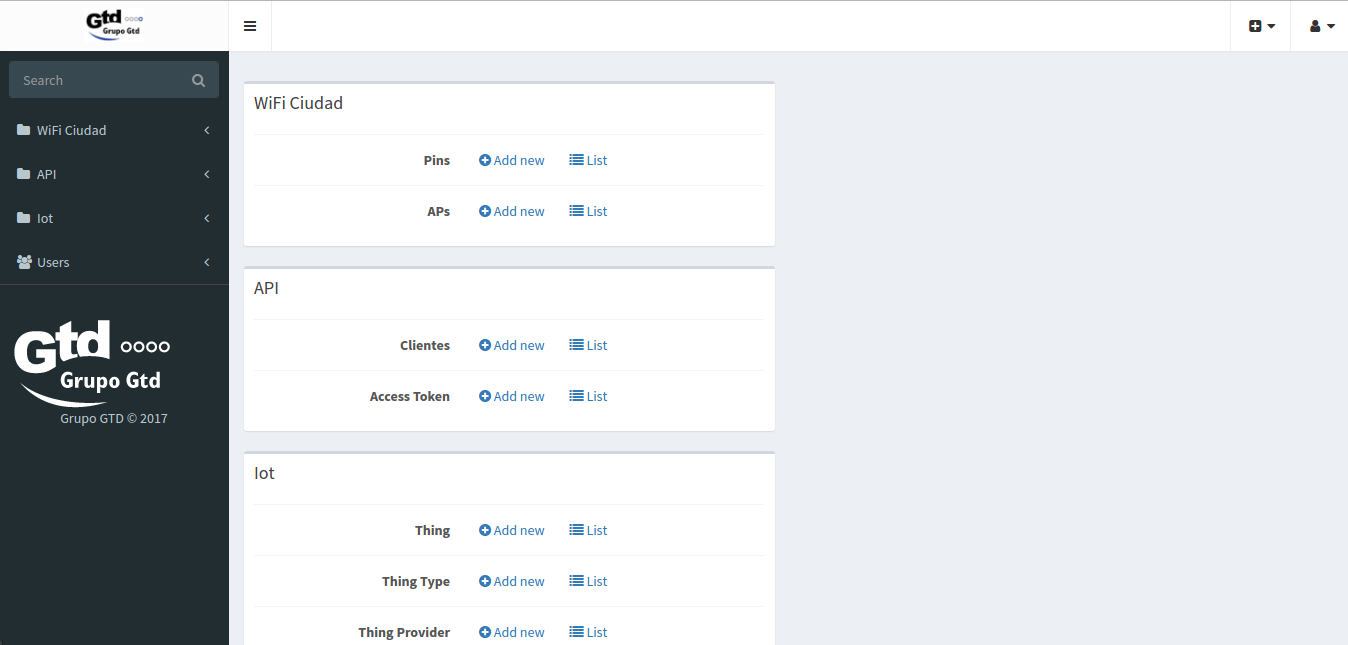 Gtd
Grupo Gtd
Search
WiFi Ciudad
API
Iot
Users
Gtd
Grupo Gtd
Grupo GTD © 2017
WiFi Ciudad
Pins Add new List
APs Add new List
API
Clientes Add new List
Access Token Add new List
Iot
Thing Add new List
Thing Type Add new List
Thing Provider Add new List